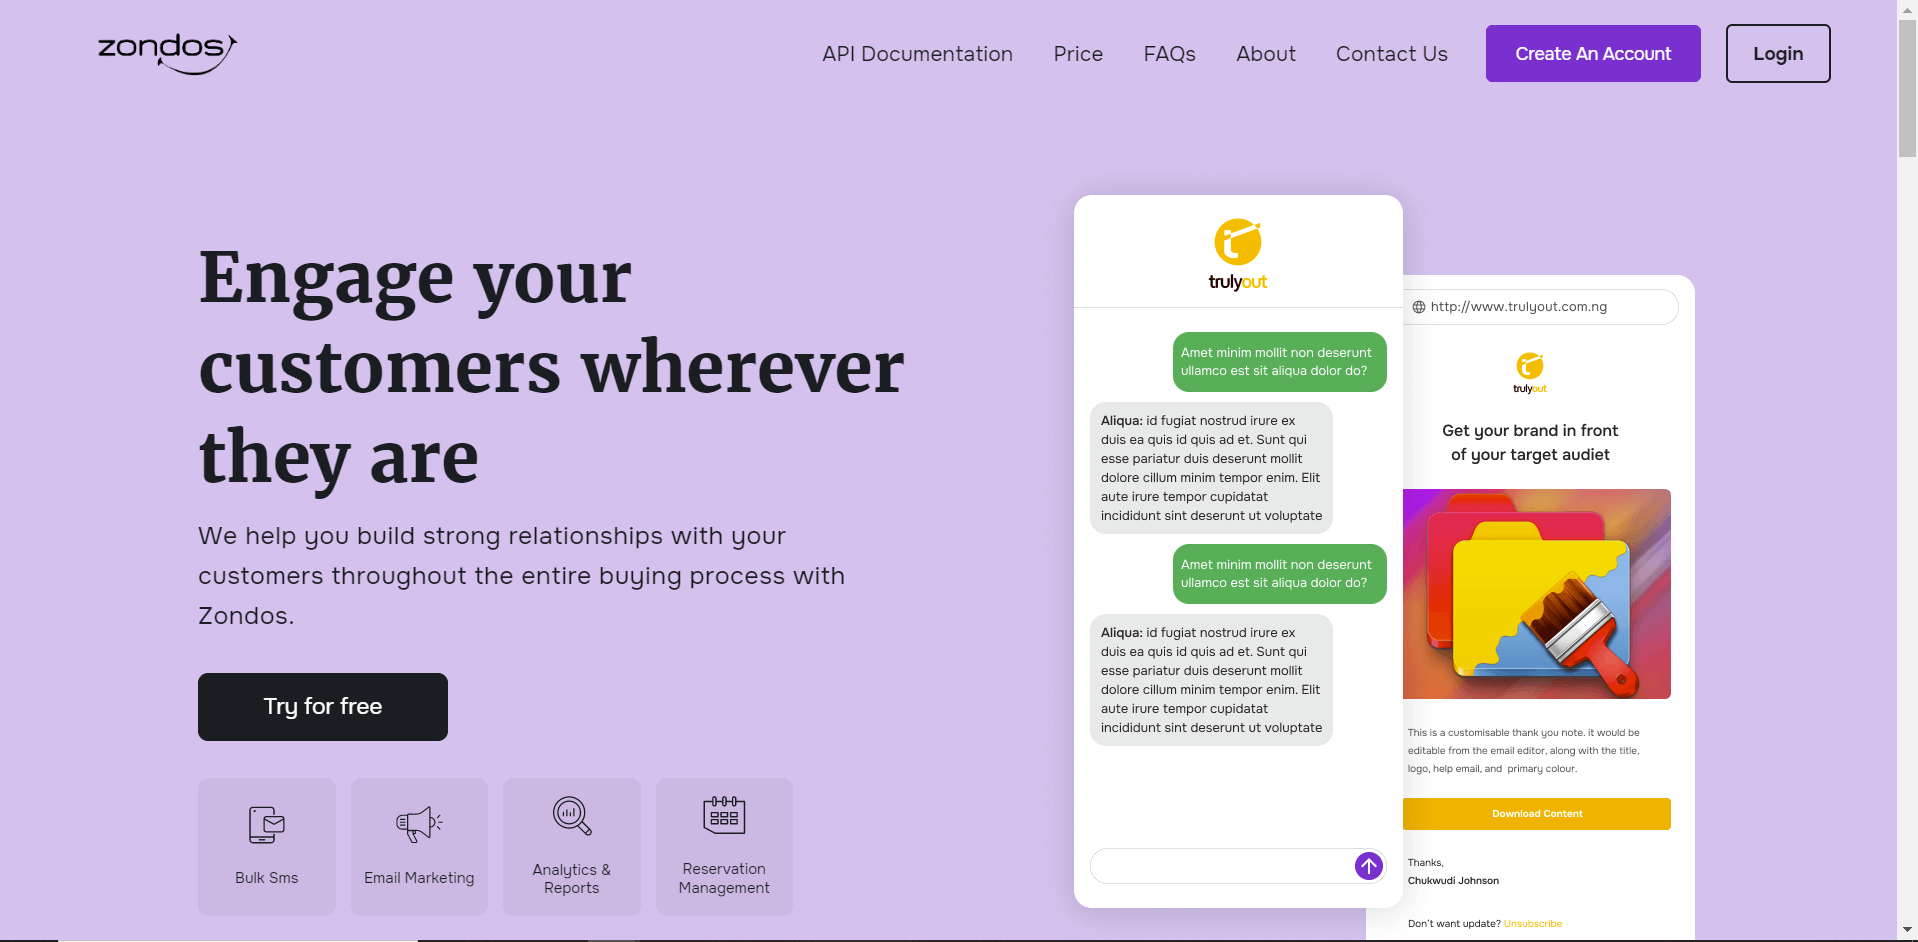 zondos
API Documentation
Price
FAQs
About
Contact Us
Create An Account
Login
Engage your
customers wherever
they are
We help you build strong relationships with your
customers throughout the entire buying process with
Zondos.
Try for free
Bulk Sms
Email Marketing
Analytics &
Reports
Reservation
Management
trulyout
Amet minim mollit non deserunt
ullamco est sit aliqua dolor do?
Aliqua: id fugiat nostrud irure ex
duis ea quis id quis ad et. Sunt qui
esse pariatur duis deserunt mollit
dolore cillum minim tempor enim. Elit
aute irure tempor cupidatat
incididunt sint deserunt ut voluptate
Amet minim mollit non deserunt
ullamco est sit aliqua dolor do?
Aliqua: id fugiat nostrud irure ex
duis ea quis id quis ad et. Sunt qui
esse pariatur duis deserunt mollit
dolore cillum minim tempor enim. Elit
aute irure tempor cupidatat
incididunt sint deserunt ut voluptate
http://www.trulyout.com.ng
trulyout
Get your brand in front
of your target audiet
This is a customisable thank you note. it would be
editable from the email editor, along with the title,
logo, help email, and primary colour.
Download Content
Thanks,
Chukwudi Johnson
Don't want update? Unsubscribe